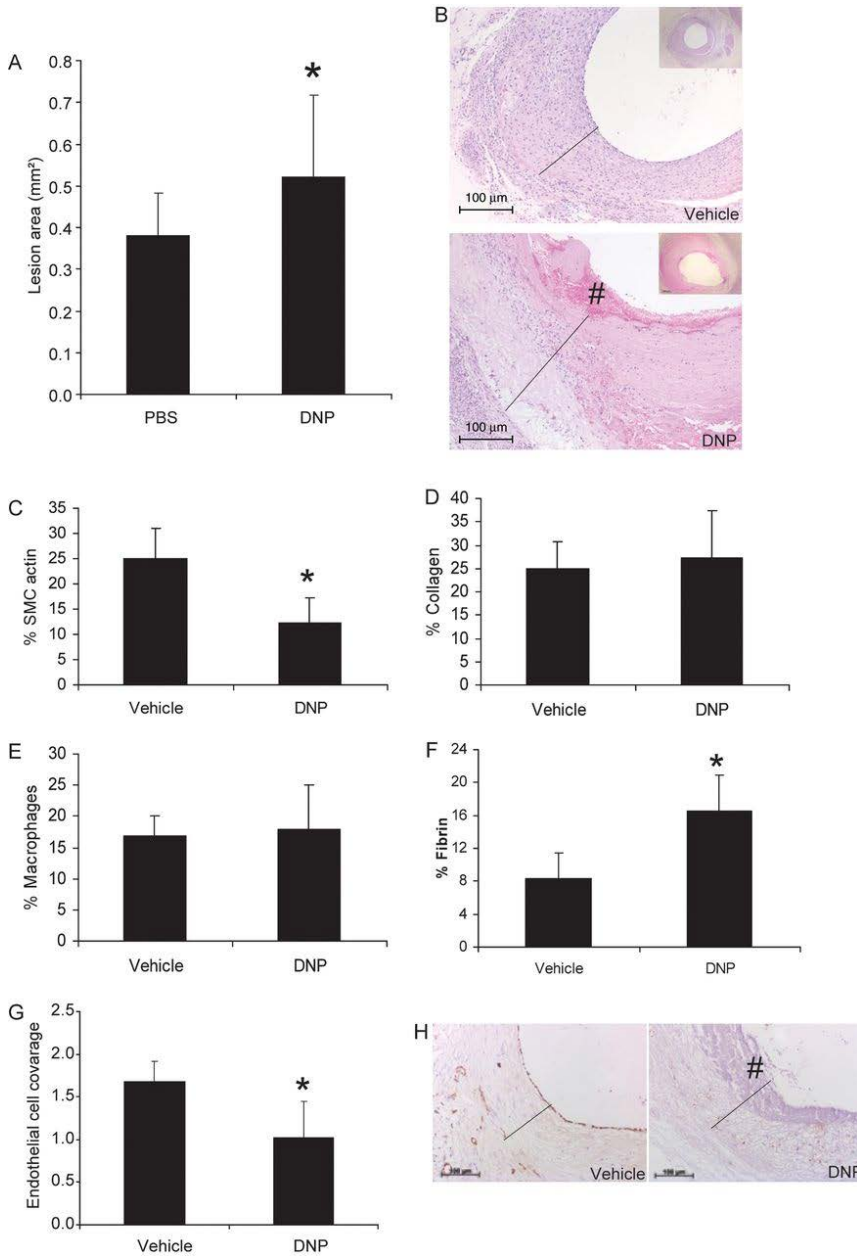 A
*
Lesion area (mm²)
0.8
0.7
0.6
0.5
0.4
0.3
0.2
0.1
0.0
PBS
DNP
B
100 µm
Vehicle
#
100 µm
DNP
C
% SMC actin
35
30
25
20
15
10
5
0
*
Vehicle
DNP
D
% Collagen
40
35
30
25
20
15
10
5
0
Vehicle
DNP
E
% Macrophages
30
25
20
15
10
5
0
Vehicle
DNP
F
% Fibrin
24
20
16
12
8
4
0
*
Vehicle
DNP
G
Endothelial cell covarage
2.5
2.0
1.5
1.0
0.5
0.0
*
Vehicle
DNP
H
100 µm
Vehicle
#
100 µm
DNP